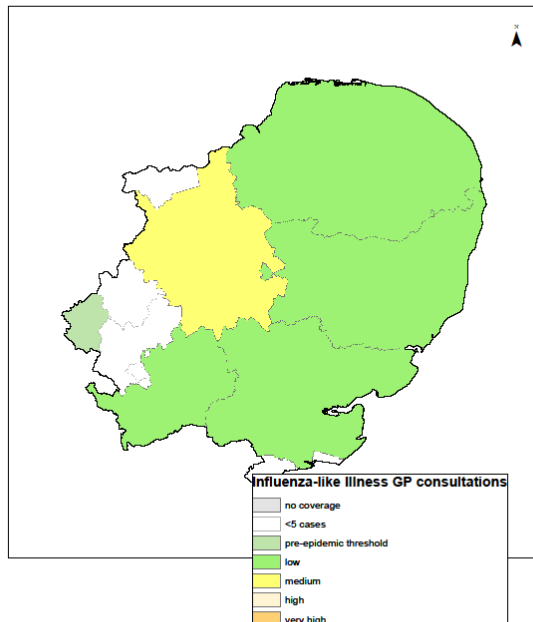 N
Influenza-like Illness GP consultations
no coverage
<5 cases
pre-epidemic threshold
low
medium
high
very high